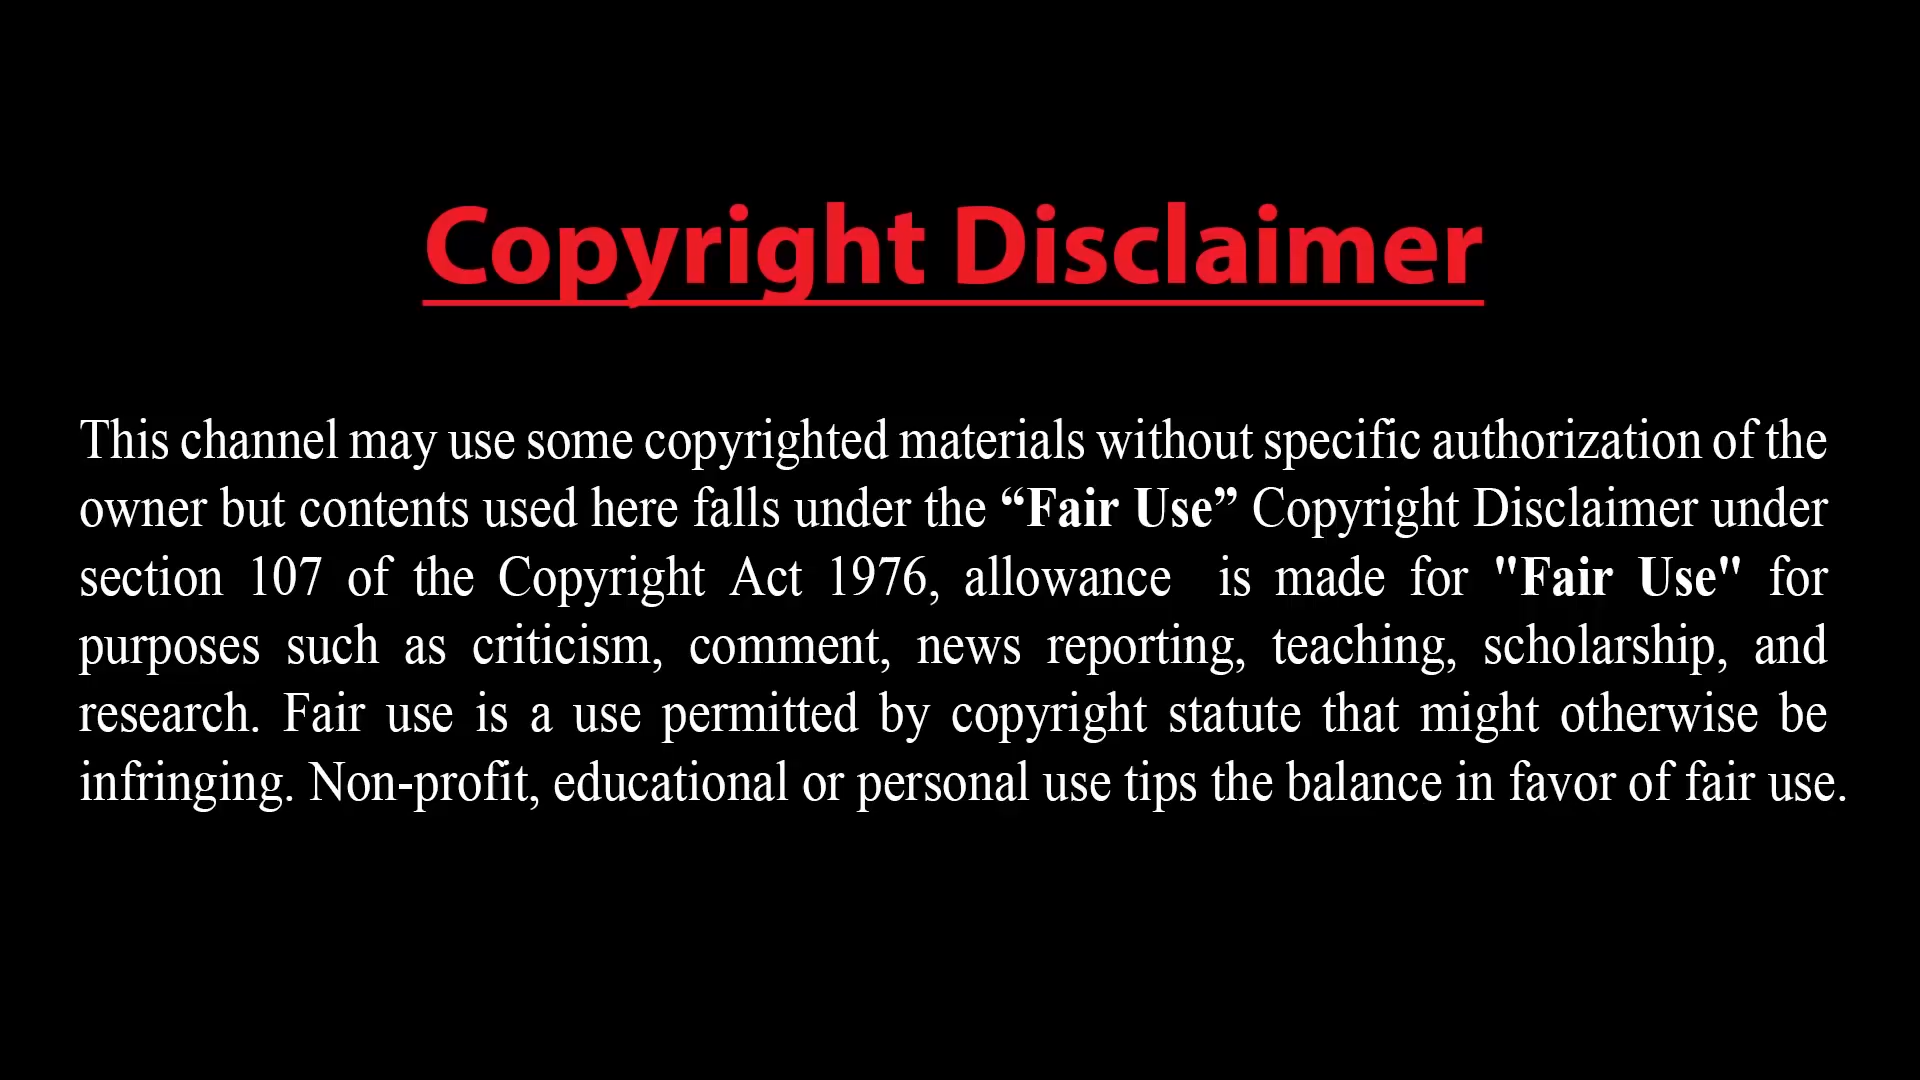 Copyright Disclaimer
This channel may use some copyrighted materials without specific authorization of the
owner but contents used here falls under the “Fair Use” Copyright Disclaimer under
section 107 of the Copyright Act 1976, allowance is made for "Fair Use" for
purposes such as criticism, comment, news reporting, teaching, scholarship, and
research. Fair use is a use permitted by copyright statute that might otherwise be
infringing. Non-profit, educational or personal use tips the balance in favor of fair use.